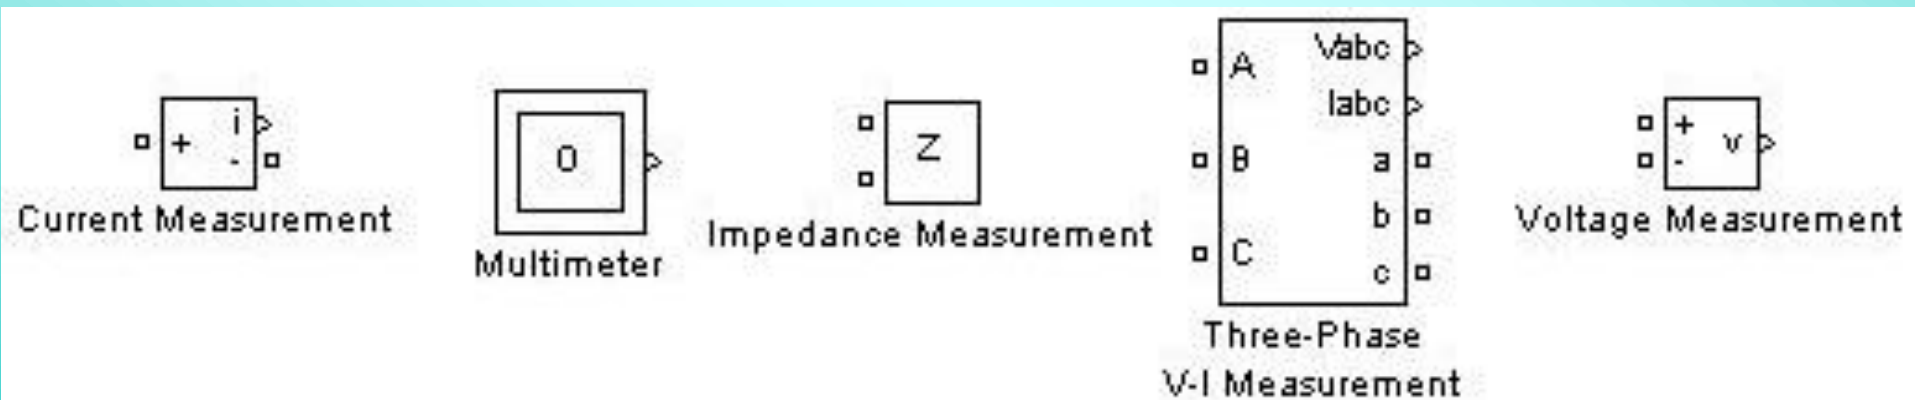 i
+
-
Current Measurement
0
Multimeter
Z
Impedance Measurement
A
Vabc
Iabc
B
a
b
C
c
Three-Phase
V-I Measurement
+
v
-
Voltage Measurement